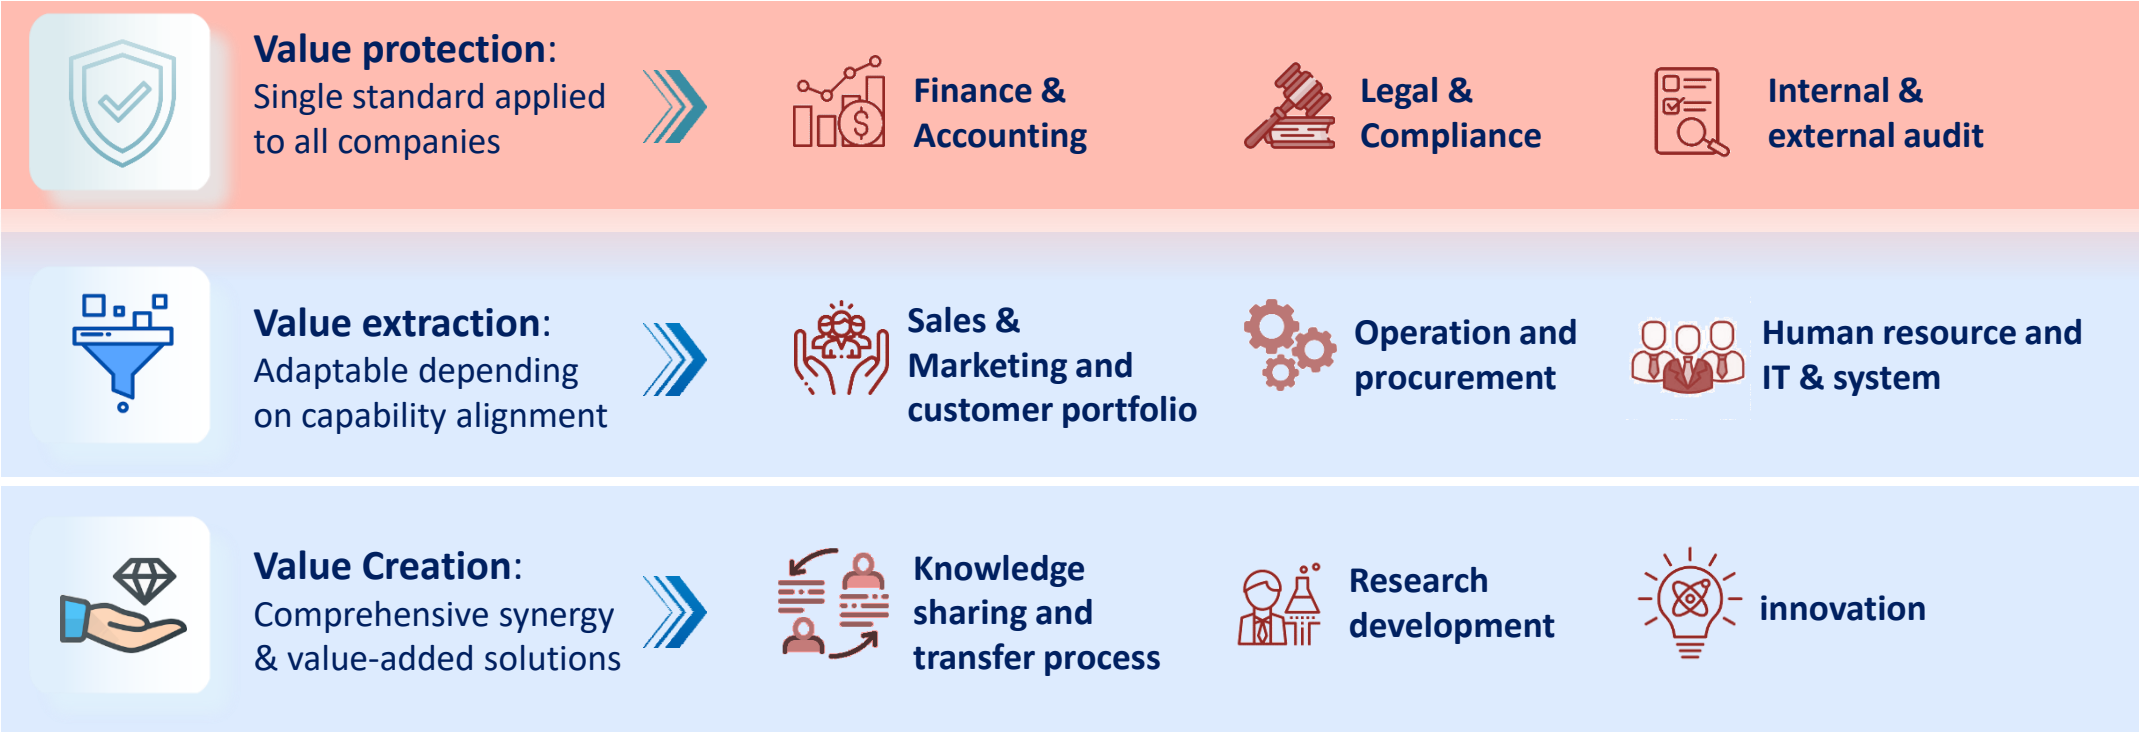 Value protection:
Single standard applied
to all companies
Finance &
Accounting
Legal &
Compliance
Internal &
external audit
Value extraction:
Adaptable depending
on capability alignment
Sales &
Marketing and
customer portfolio
Operation and
procurement
Human resource and
IT & system
Value Creation:
Comprehensive synergy
& value-added solutions
Knowledge
sharing and
transfer process
Research
development
innovation